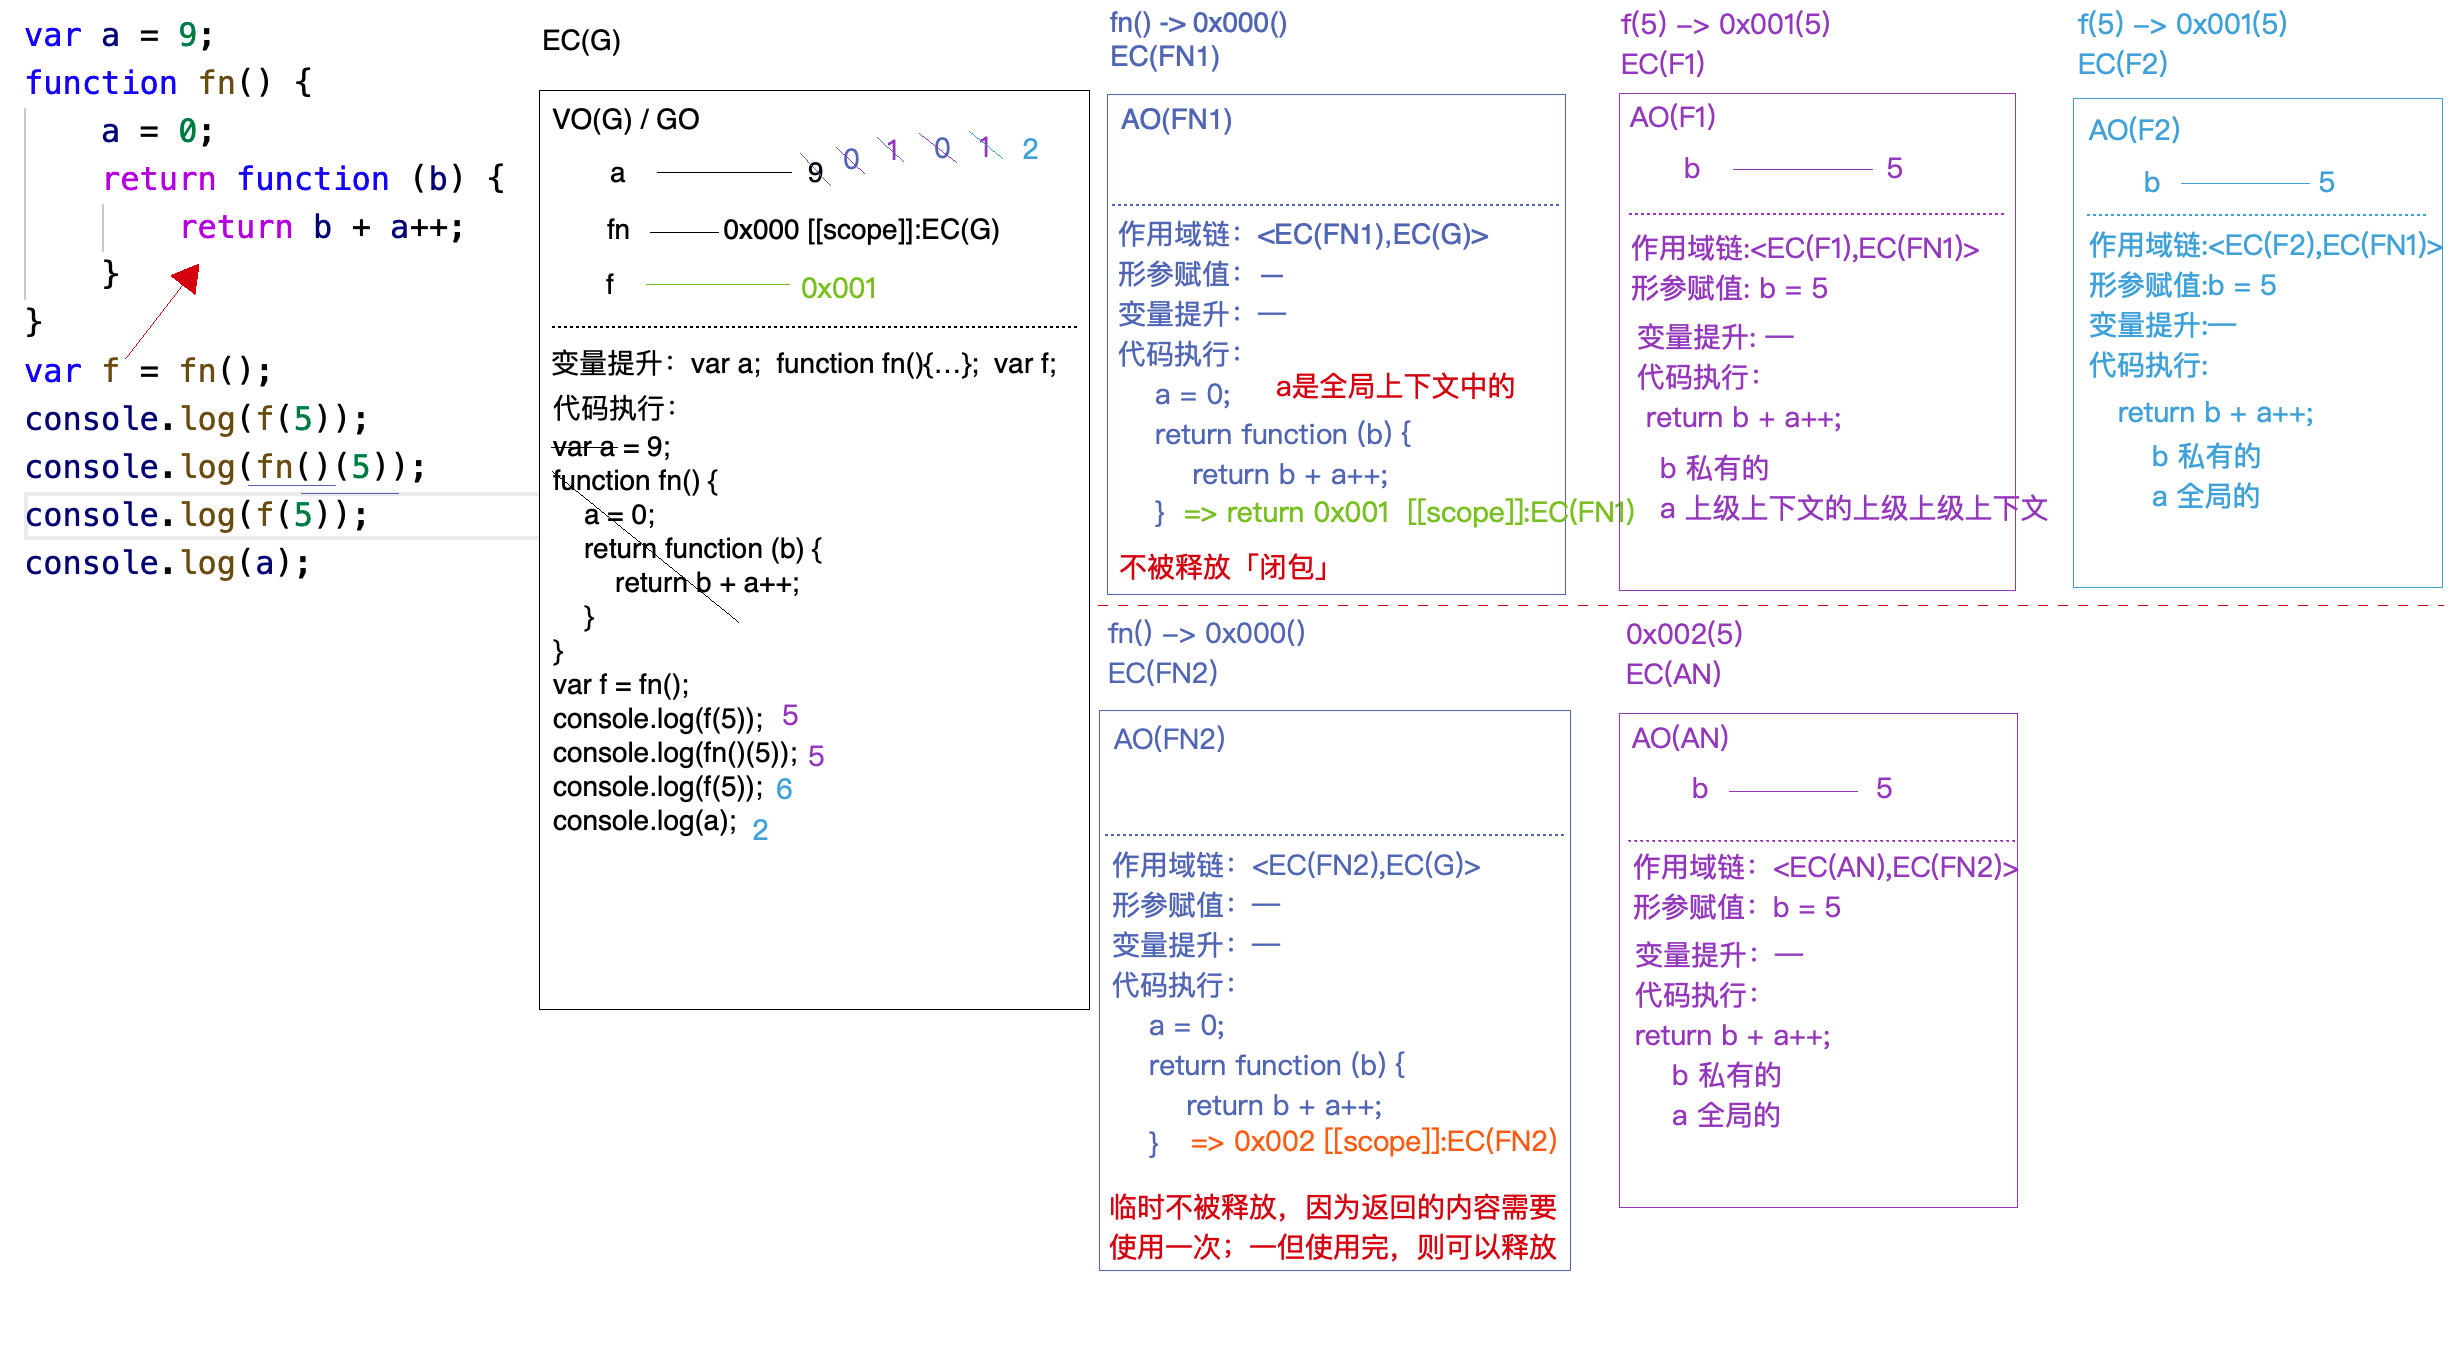 var a = 9;
function fn() {
    a = 0;
    return function (b) {
        return b + a++;
    }
}
var f = fn();
console.log(f(5));
console.log(fn()(5));
console.log(f(5));
console.log(a);
EC(G)
VO(G) / GO
a 9 0 1 0 1 2
fn 0x000 [[scope]]:EC(G)
f 0x001
变量提升：var a;  function fn(){...};  var f;
代码执行：
var a = 9;
function fn() {
    a = 0;
    return function (b) {
        return b + a++;
    }
}
var f = fn();
console.log(f(5)); 5
console.log(fn()(5)); 5
console.log(f(5)); 6
console.log(a); 2
fn() -> 0x000()
EC(FN1)
AO(FN1)
作用域链：<EC(FN1),EC(G)>
形参赋值：—
变量提升：—
代码执行：
a = 0; a是全局上下文中的
return function (b) {
    return b + a++;
} => return 0x001 [[scope]]:EC(FN1)
不被释放「闭包」
f(5) –> 0x001(5)
EC(F1)
AO(F1)
b 5
作用域链:<EC(F1),EC(FN1)>
形参赋值: b = 5
变量提升: —
代码执行：
return b + a++;
b 私有的
a 上级上下文的上级上级上下文
f(5) –> 0x001(5)
EC(F2)
AO(F2)
b 5
作用域链:<EC(F2),EC(FN1)>
形参赋值:b = 5
变量提升:—
代码执行:
return b + a++;
b 私有的
a 全局的
fn() –> 0x000()
EC(FN2)
AO(FN2)
作用域链：<EC(FN2),EC(G)>
形参赋值：—
变量提升：—
代码执行：
a = 0;
return function (b) {
    return b + a++;
} => 0x002 [[scope]]:EC(FN2)
临时不被释放，因为返回的内容需要
使用一次；一但使用完，则可以释放
0x002(5)
EC(AN)
AO(AN)
b 5
作用域链：<EC(AN),EC(FN2)>
形参赋值：b = 5
变量提升：—
代码执行：
return b + a++;
b 私有的
a 全局的